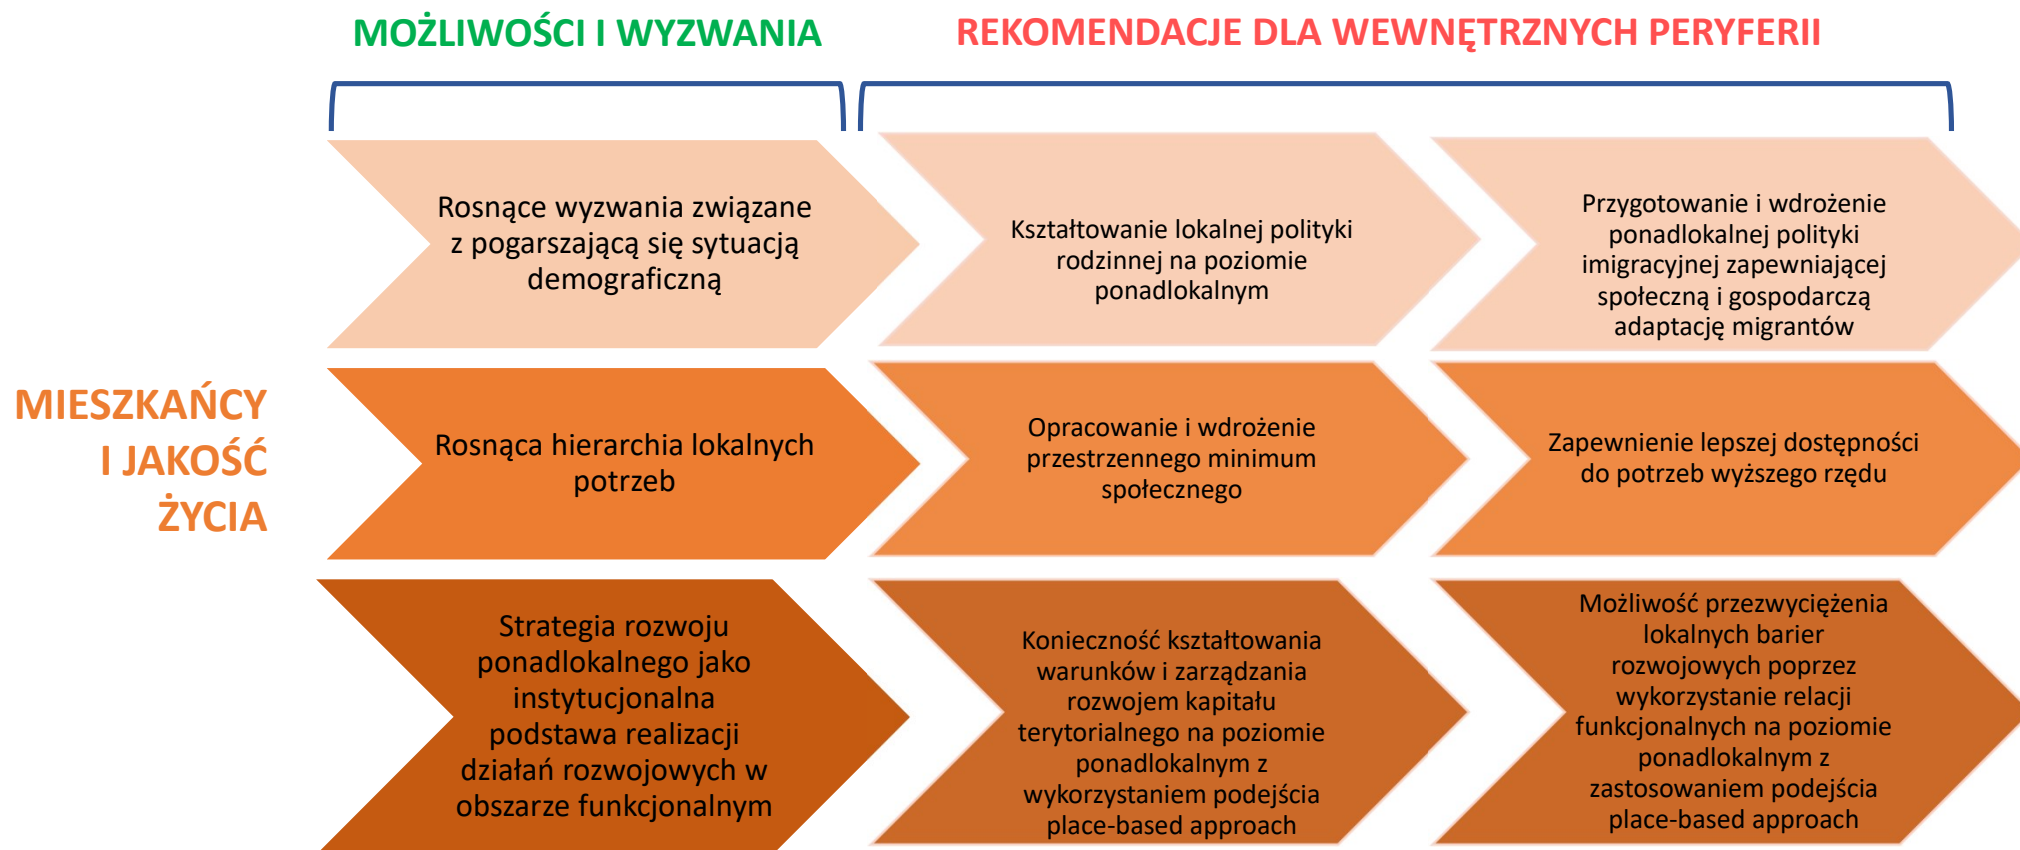 MOŻLIWOŚCI I WYZWANIA
REKOMENDACJE DLA WEWNĘTRZNYCH PERYFERII
MIESZKAŃCY
I JAKOŚĆ
ŻYCIA
Rosnące wyzwania związane
z pogarszającą się sytuacją
demograficzną
Kształtowanie lokalnej polityki
rodzinnej na poziomie
ponadlokalnym
Przygotowanie i wdrożenie
ponadlokalnej polityki
imigracyjnej zapewniającej
społeczną i gospodarczą
adaptację migrantów
Rosnąca hierarchia lokalnych
potrzeb
Opracowanie i wdrożenie
przestrzennego minimum
społecznego
Zapewnienie lepszej dostępności
do potrzeb wyższego rzędu
Strategia rozwoju
ponadlokalnego jako
instytucjonalna
podstawa realizacji
działań rozwojowych w
obszarze funkcjonalnym
Konieczność kształtowania
warunków i zarządzania
rozwojem kapitału
terytorialnego na poziomie
ponadlokalnym z
wykorzystaniem podejścia
place-based approach
Możliwość przezwyciężenia
lokalnych barier
rozwojowych poprzez
wykorzystanie relacji
funkcjonalnych na poziomie
ponadlokalnym z
zastosowaniem podejścia
place-based approach